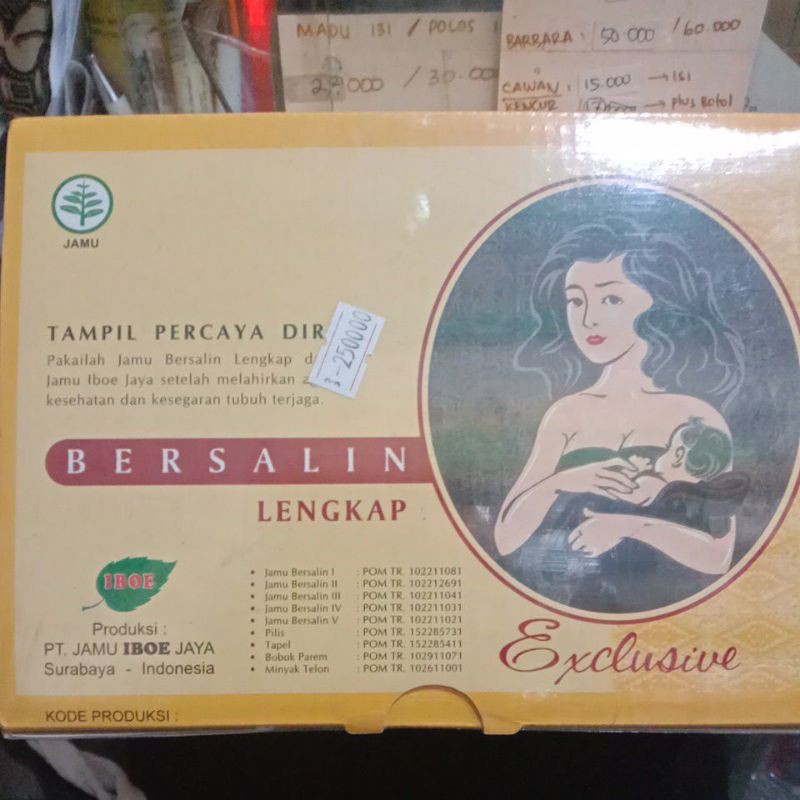 MADU 131 / POLOS
/ 30.00
BARBARA : 50.000 / 60.000
CAWAN : 15.000 → ISI
KENCUR → plus Botol
JAMU
TAMPIL PERCAYA DIR
Pakailah Jamu Bersalin Lengkap d
Jamu Iboe Jaya setelah melahirkan
kesehatan dan kesegaran tubuh terjaga.
250000
BERSALIN
LENGKAP
IBOE
Produksi :
PT. JAMU IBOE JAYA
Surabaya - Indonesia
• Jamu Bersalin I : POM TR. 102211081
• Jamu Bersalin II : POM TR. 102212691
• Jamu Bersalin III : POM TR. 102211041
• Jamu Bersalin IV : POM TR. 102211031
• Jamu Bersalin V : POM TR. 102211021
• Pilis : POM TR. 152285731
• Tapel : POM TR. 152285411
• Bobok Parem : POM TR. 102911071
• Minyak Telon : POM TR. 102611001
Exclusive
KODE PRODUKSI :